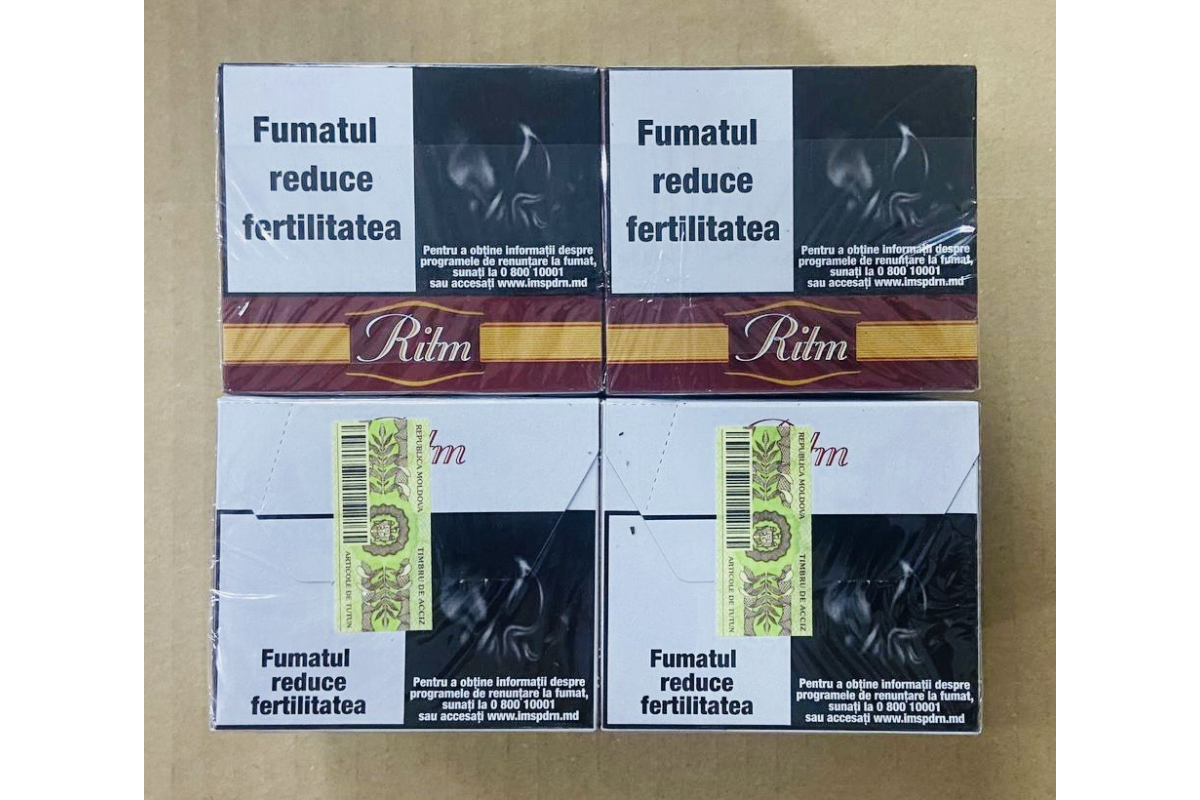 Fumatul
reduce
fertilitatea
Pentru a obține informații despre
programele de renunțare la fumat,
sunați la 0 800 10001
sau accesați www.imspdrn.md
Ritm
Fumatul
reduce
fertilitatea
Pentru a obține informații despre
programele de renunțare la fumat,
sunați la 0 800 10001
sau accesați www.imspdrn.md
Ritm
REPUBLICA MOLDOVA
TIMBRU DE ACCIZ
ARTICOLE DE TUTUN
Fumatul
reduce
fertilitatea
Pentru a obține informații despre
programele de renunțare la fumat,
sunați la 0 800 10001
sau accesați www.imspdrn.md
REPUBLICA MOLDOVA
TIMBRU DE ACCIZ
ARTICOLE DE TUTUN
Fumatul
reduce
fertilitatea
Pentru a obține informații despre
programele de renunțare la fumat,
sunați la 0 800 10001
sau accesați www.imspdrn.md